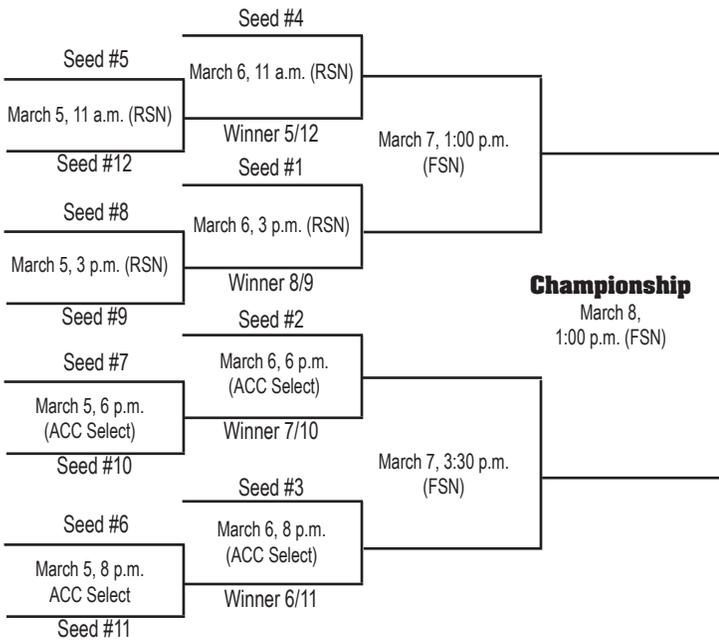 Seed #4
Seed #5
March 6, 11 a.m. (RSN)
March 5, 11 a.m. (RSN)
Winner 5/12
March 7, 1:00 p.m.
(FSN)
Seed #12
Seed #1
Seed #8
March 6, 3 p.m. (RSN)
March 5, 3 p.m. (RSN)
Winner 8/9
Seed #9
Championship
March 8,
1:00 p.m. (FSN)
Seed #2
Seed #7
March 6, 6 p.m.
(ACC Select)
March 5, 6 p.m.
(ACC Select)
Winner 7/10
Seed #10
March 7, 3:30 p.m.
(FSN)
Seed #3
Seed #6
March 6, 8 p.m.
(ACC Select)
March 5, 8 p.m.
ACC Select
Winner 6/11
Seed #11